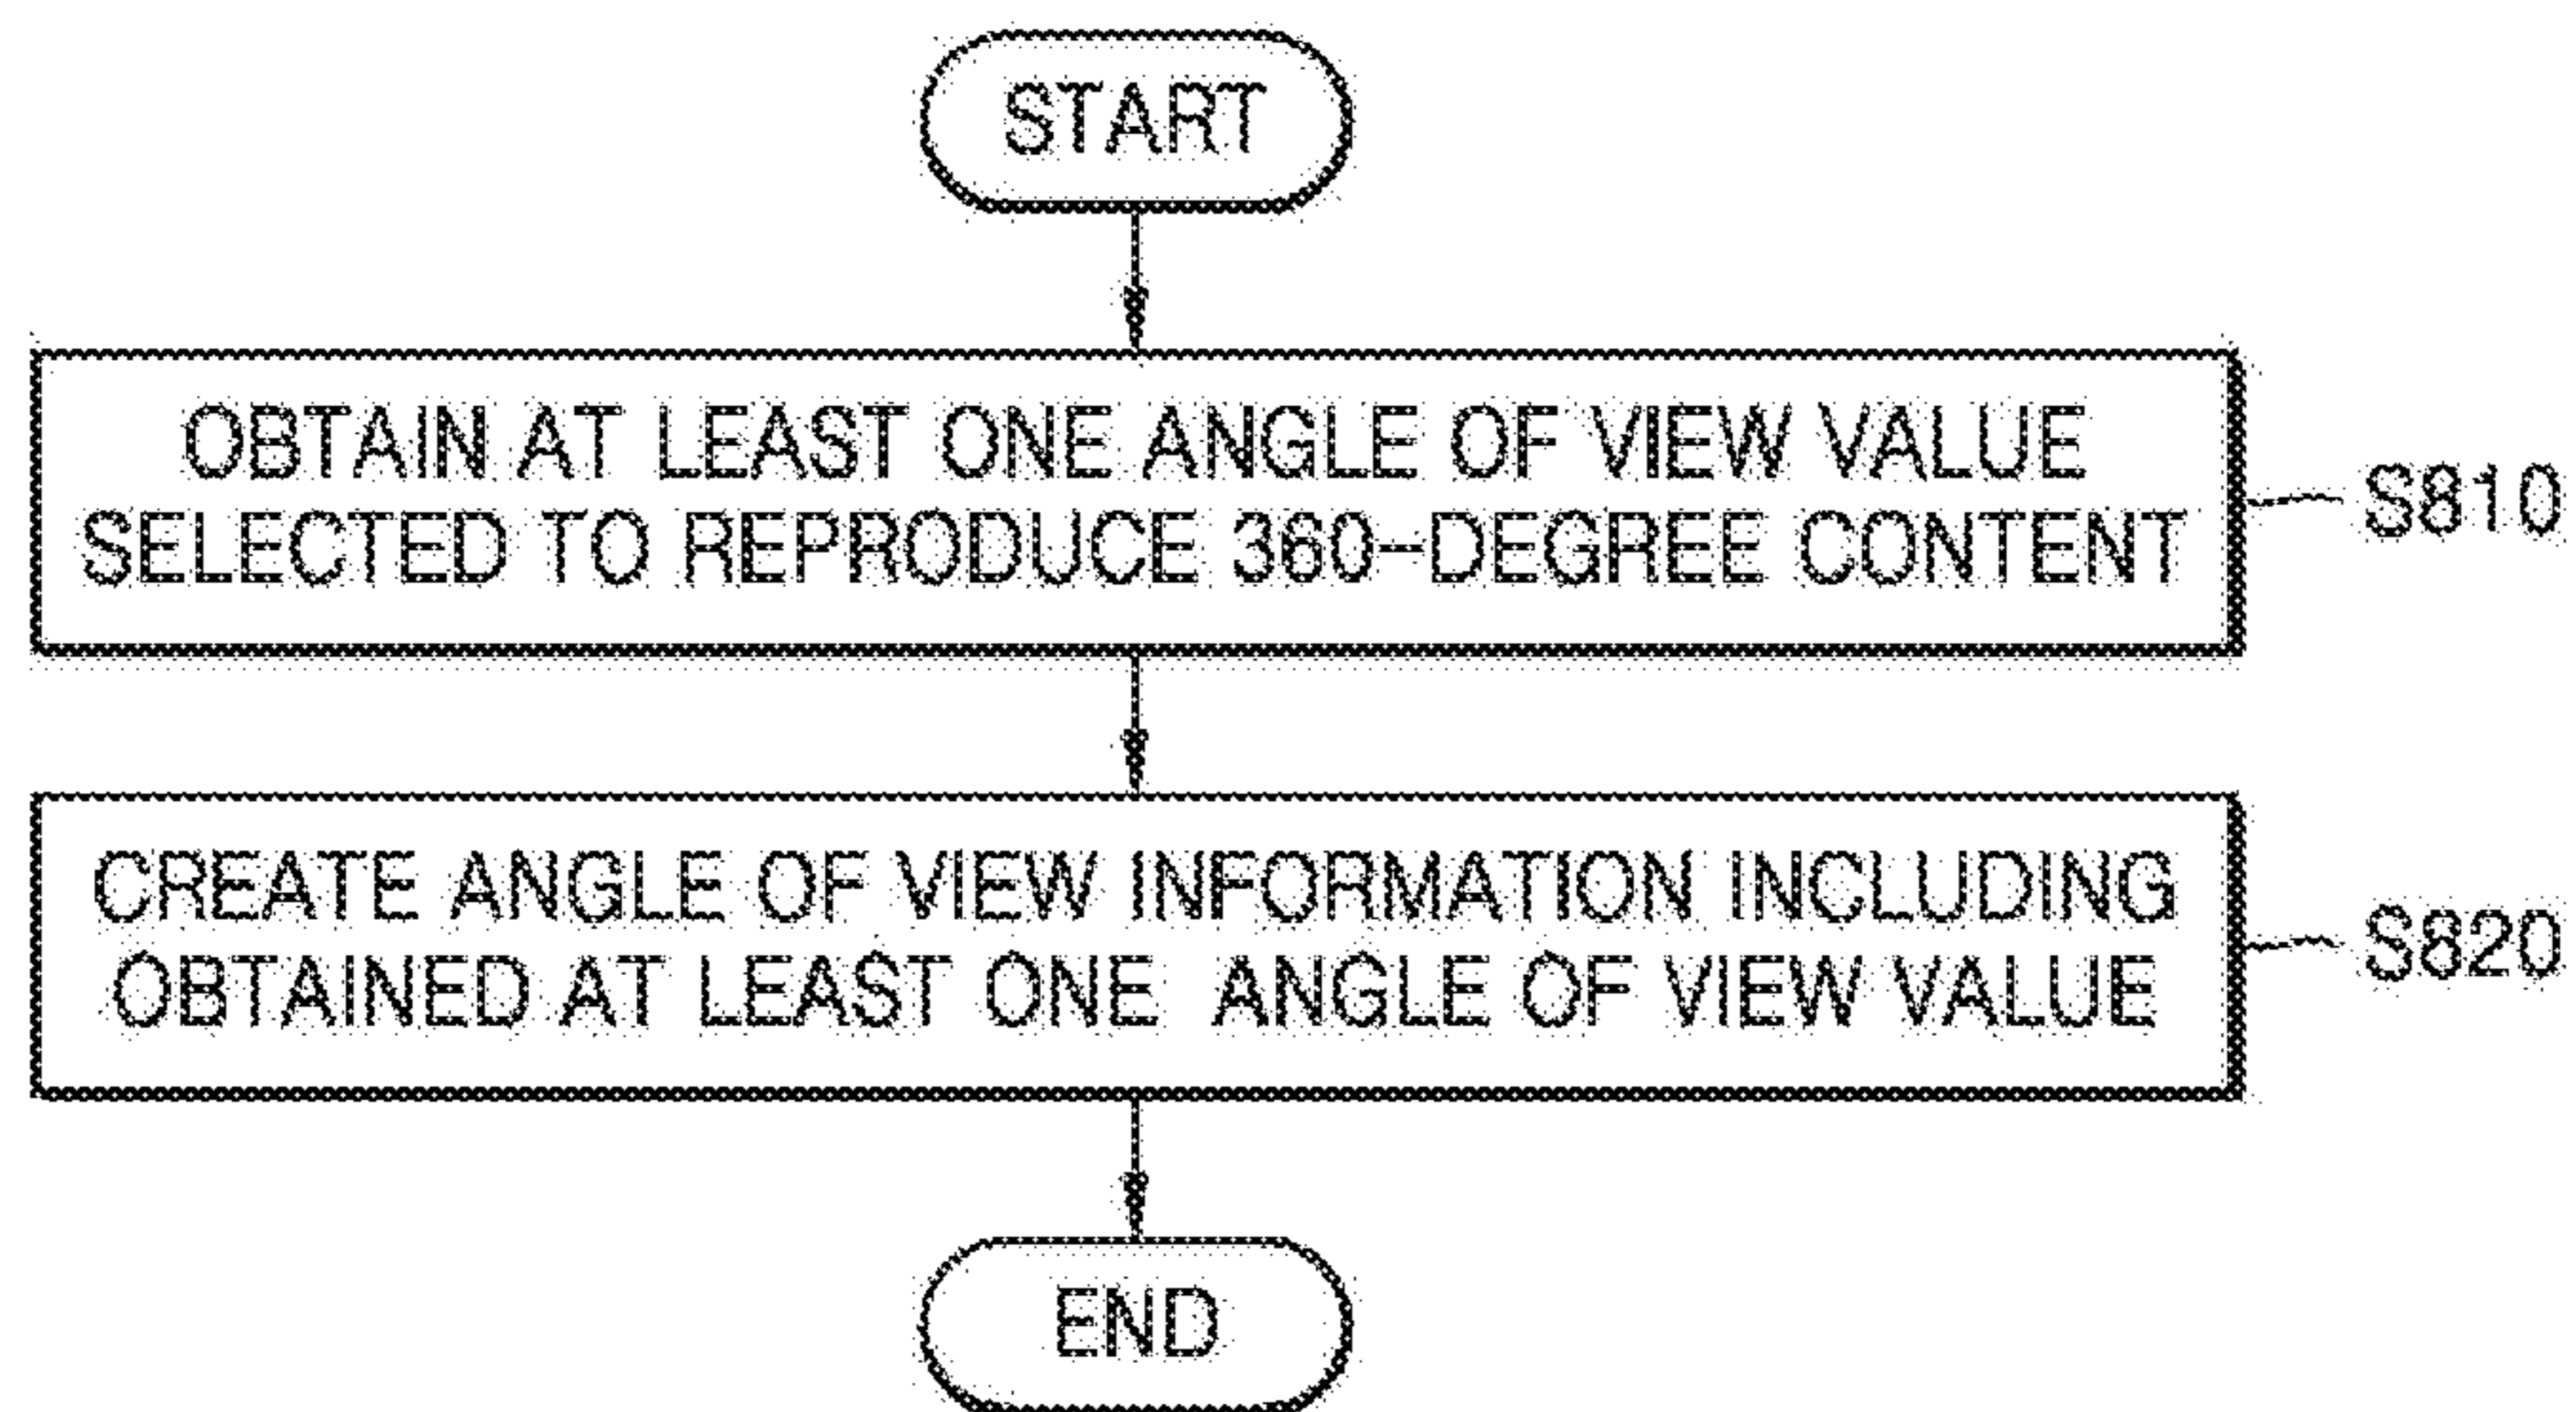 START
OBTAIN AT LEAST ONE ANGLE OF VIEW VALUE
SELECTED TO REPRODUCE 360-DEGREE CONTENT
S810
CREATE ANGLE OF VIEW INFORMATION INCLUDING
OBTAINED AT LEAST ONE ANGLE OF VIEW VALUE
S820
END